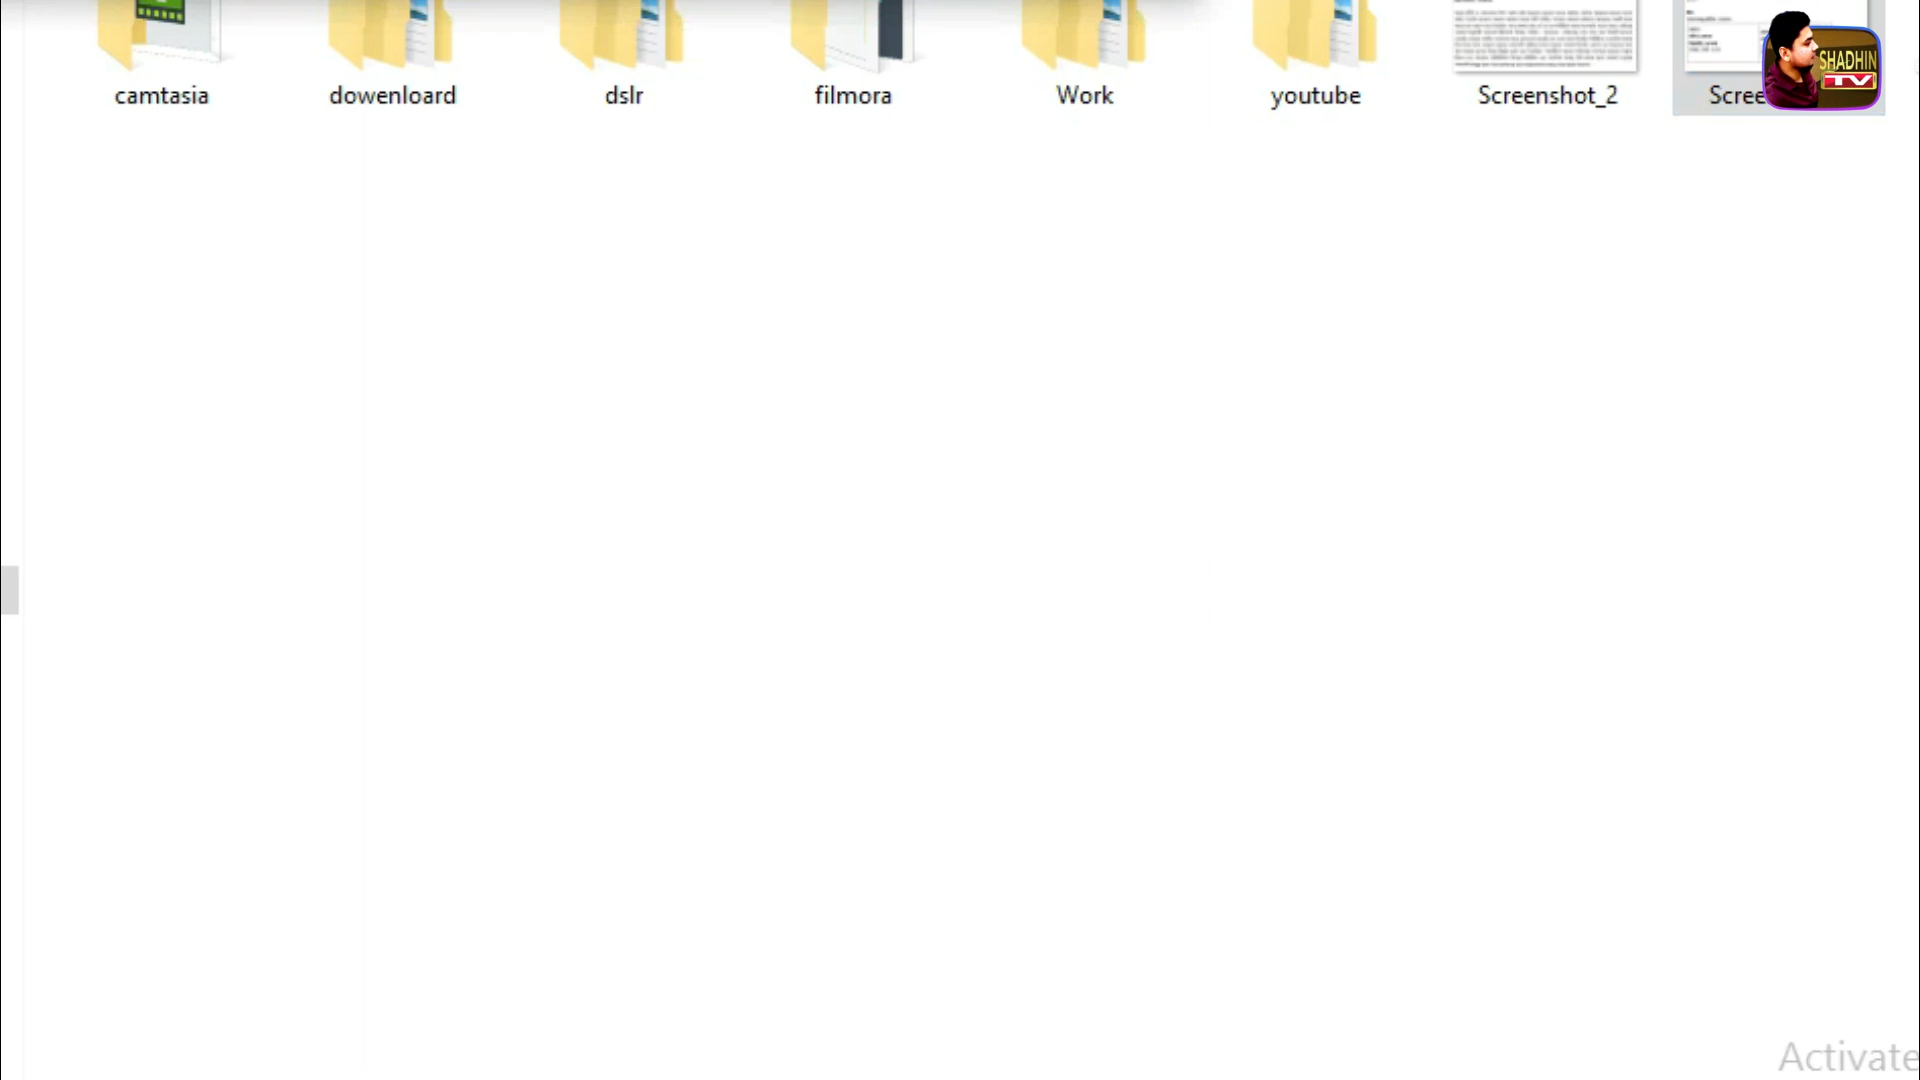 camtasia
dowenloard
dslr
filmora
Work
youtube
Screenshot_2
Scree
SHADHIN
TV
Activate